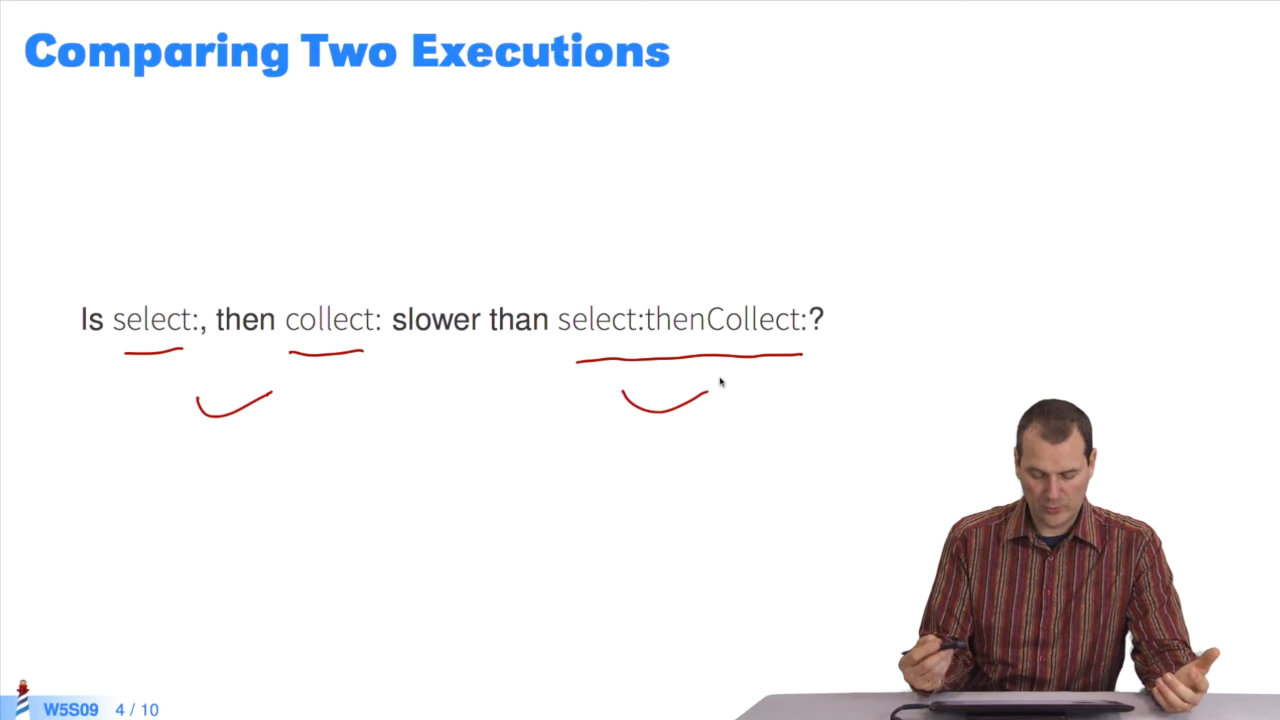 Comparing Two Executions
Is select:, then collect: slower than select:thenCollect:?
W5S09 4 / 10